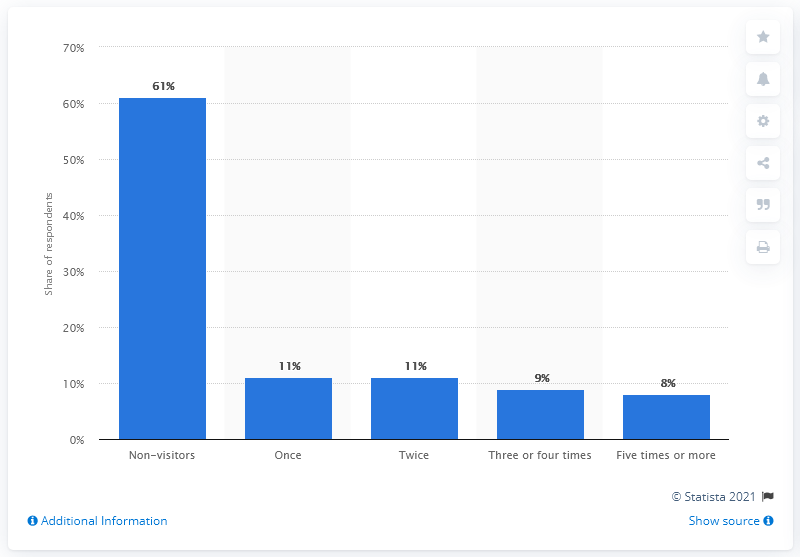 70%
61%
60%
50%
40%
Share of respondents
30%
20%
11%
11%
9%
8%
10%
0%
Non-visitors
Once
Twice
Three or four times
Five times or more
© Statista 2021
Additional Information
Show source